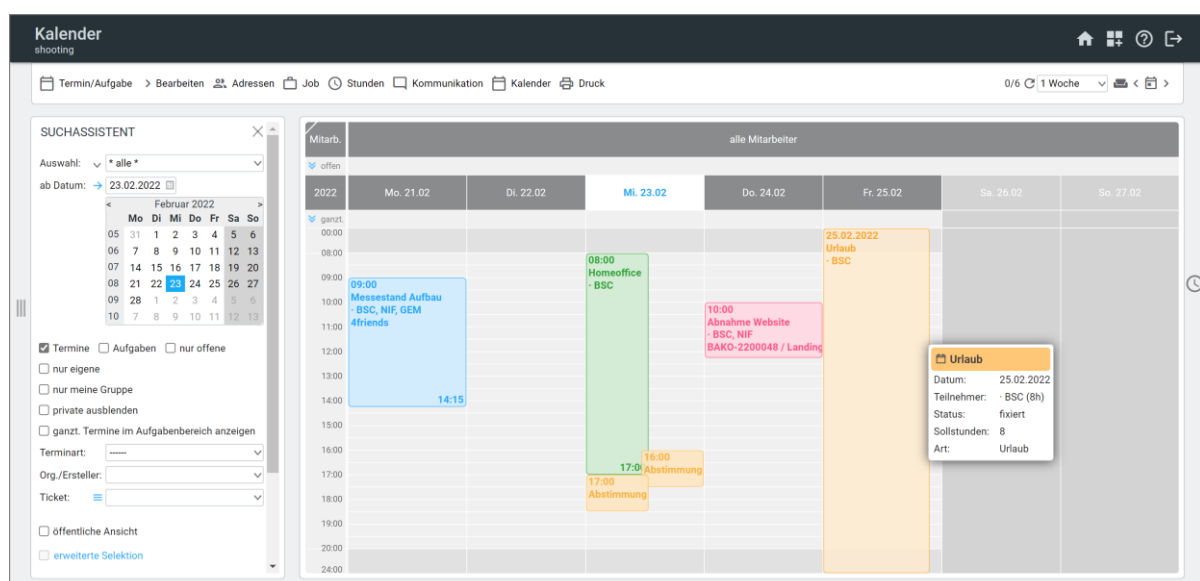 Kalender
shooting
Termin/Aufgabe > Bearbeiten Adressen Job Stunden Kommunikation Kalender Druck 0/6 1 Woche < >
SUCHASSISTENT
Auswahl: * alle *
ab Datum: 23.02.2022
< Februar 2022 >
Mo Di Mi Do Fr Sa So
05 31 1 2 3 4 5 6
06 7 8 9 10 11 12 13
07 14 15 16 17 18 19 20
08 21 22 23 24 25 26 27
09 28 1 2 3 4 5 6
10 7 8 9 10 11 12 13
Termine Aufgaben nur offene
nur eigene
nur meine Gruppe
private ausblenden
ganzt. Termine im Aufgabenbereich anzeigen
Terminart: ------
Org./Ersteller:
Ticket:
öffentliche Ansicht
erweiterte Selektion
Mitarb. alle Mitarbeiter
offen
2022 Mo. 21.02 Di. 22.02 Mi. 23.02 Do. 24.02 Fr. 25.02 Sa. 26.02 So. 27.02
ganzt.
00:00
08:00
09:00
10:00
11:00
12:00
13:00
14:00
15:00
16:00
17:00
18:00
19:00
20:00
24:00
09:00
Messestand Aufbau
· BSC, NIF, GEM
4friends
14:15
08:00
Homeoffice
· BSC
17:0
16:00
Abstimmung
17:00
Abstimmung
10:00
Abnahme Website
· BSC, NIF
BAKO-2200048 / Landing
25.02.2022
Urlaub
· BSC
Urlaub
Datum: 25.02.2022
Teilnehmer: · BSC (8h)
Status: fixiert
Sollstunden: 8
Art: Urlaub